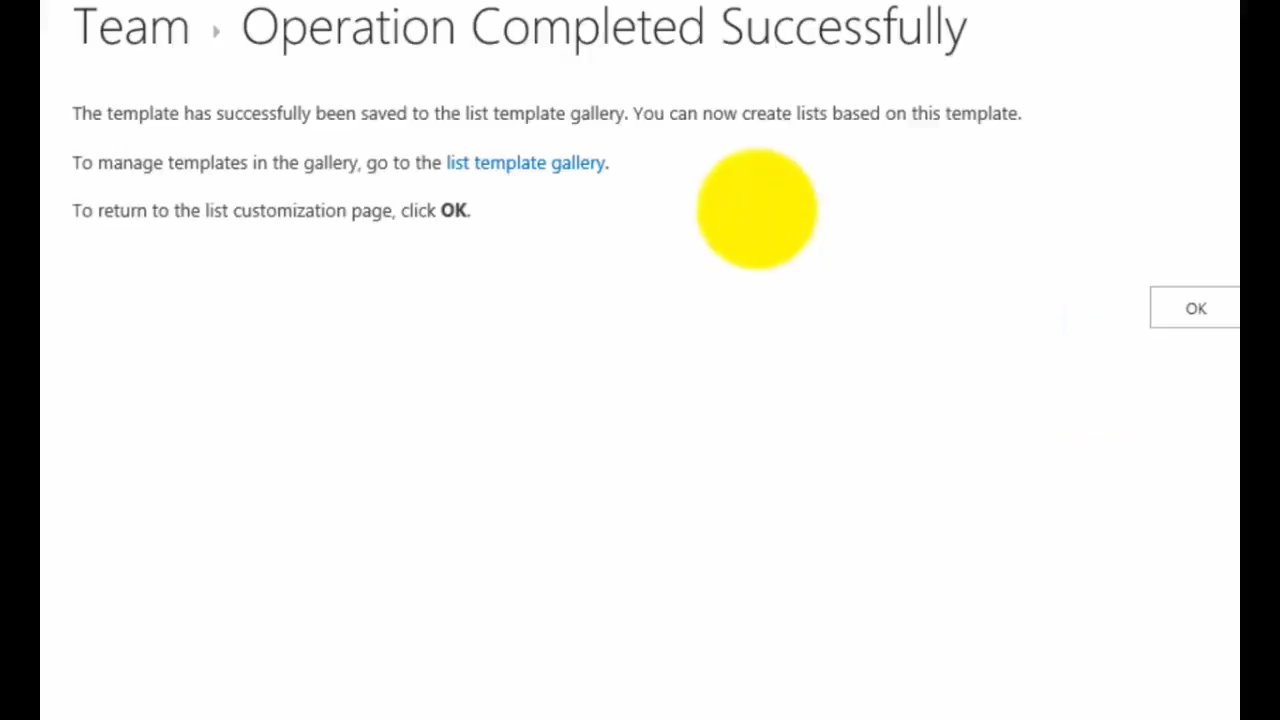 Team ▸ Operation Completed Successfully
The template has successfully been saved to the list template gallery. You can now create lists based on this template.
To manage templates in the gallery, go to the list template gallery.
To return to the list customization page, click OK.
OK